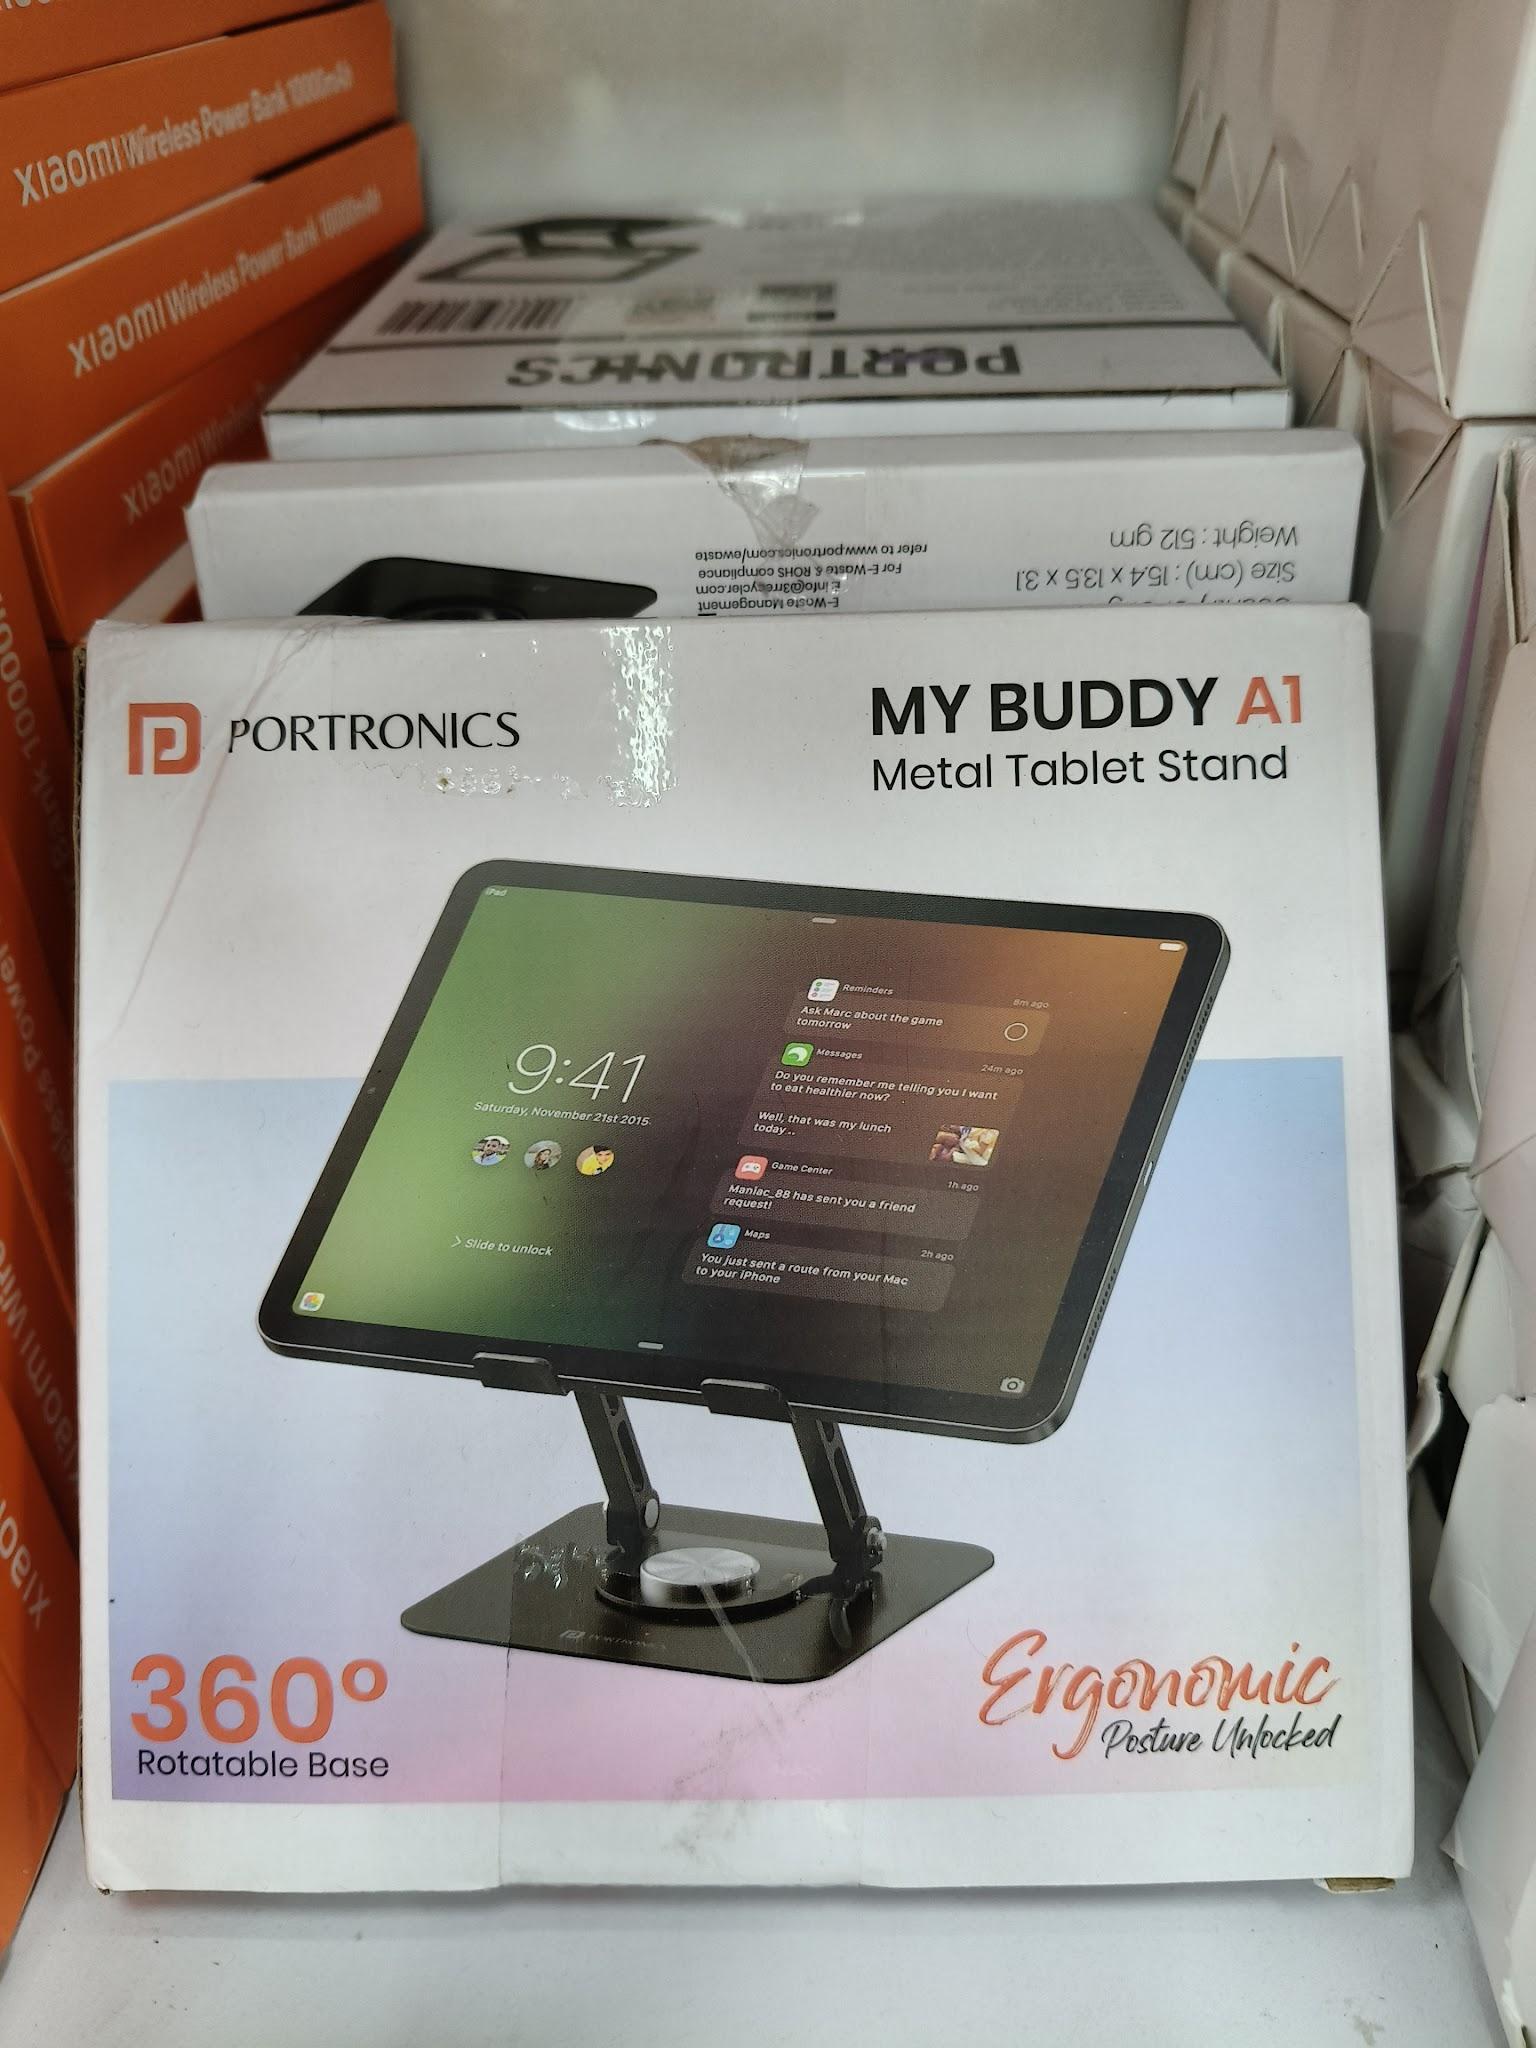 XIAOMI Wireless Power Bank 10000mAh
XIAOMI Wireless Power Bank 10000mAh
XIAOMI
PORTRONICS
Weight : 512 gm
Size (cm) : 15.4 x 13.5 x 3.1
refer to www.portronics.com/ewaste
For E-Waste & ROHS compliance
E info@3rrecycler.com
E-Waste Management
PORTRONICS
MY BUDDY A1
Metal Tablet Stand
iPad
9:41
Saturday, November 21st 2015
> Slide to unlock
Reminders
8m ago
Ask Marc about the game
tomorrow
Messages
24m ago
Do you remember me telling you I want
to eat healthier now?
Well, that was my lunch
today...
Game Center
1h ago
Maniac_88 has sent you a friend
request!
Maps
2h ago
You just sent a route from your Mac
to your iPhone
PORTRONICS
360°
Rotatable Base
Ergonomic
Posture Unlocked